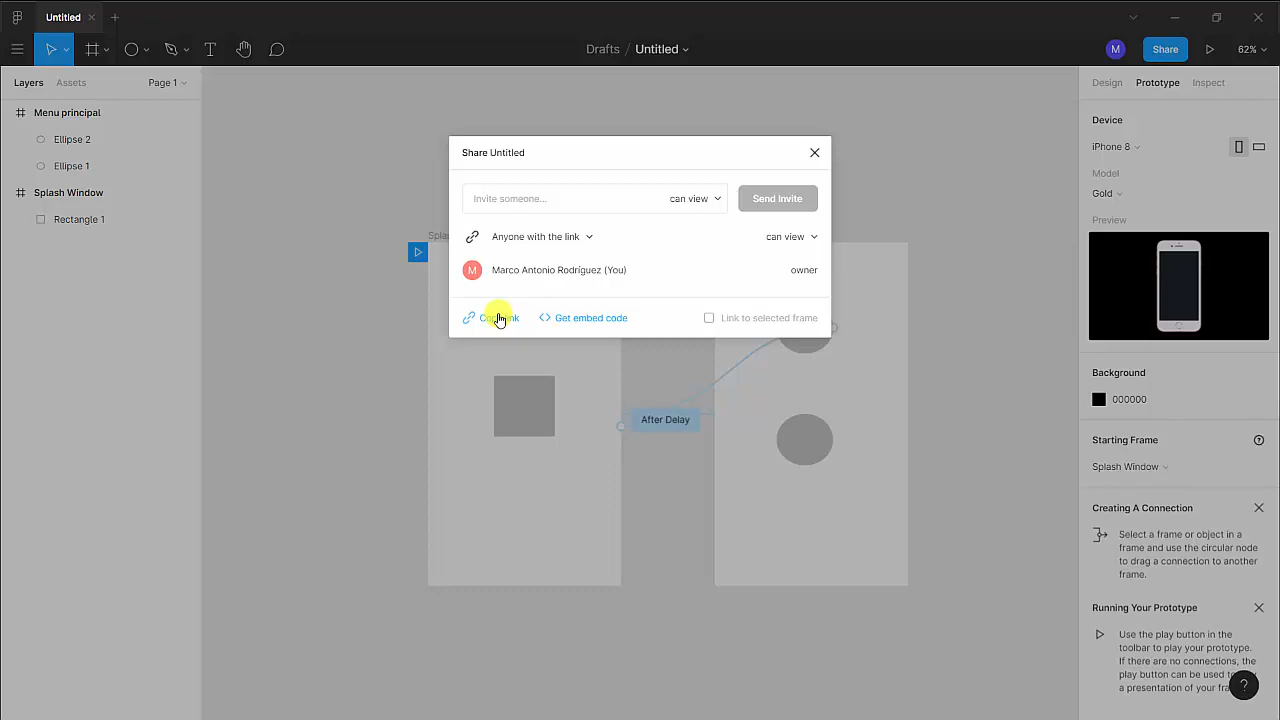 Untitled
Drafts / Untitled
M
Share
62%
Layers
Assets
Page 1
Menu principal
Ellipse 2
Ellipse 1
Splash Window
Rectangle 1
Share Untitled
Invite someone...
can view
Send Invite
Anyone with the link
can view
M
Marco Antonio Rodríguez (You)
owner
Get embed code
Link to selected frame
After Delay
Design
Prototype
Inspect
Device
iPhone 8
Model
Gold
Preview
Background
000000
Starting Frame
Splash Window
Creating A Connection
Select a frame or object in a
frame and use the circular node
to drag a connection to another
frame.
Running Your Prototype
Use the play button in the
toolbar to play your prototype.
If there are no connections, the
play button can be used
a presentation of your
?